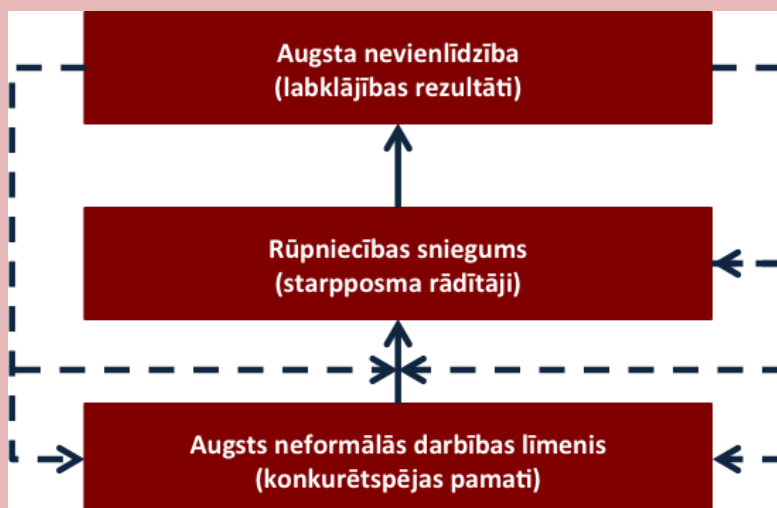 Augsta nevienlīdzība
(labklājības rezultāti)
Rūpniecības sniegums
(starpposma rādītāji)
Augsts neformālās darbības līmenis
(konkurētspējas pamati)